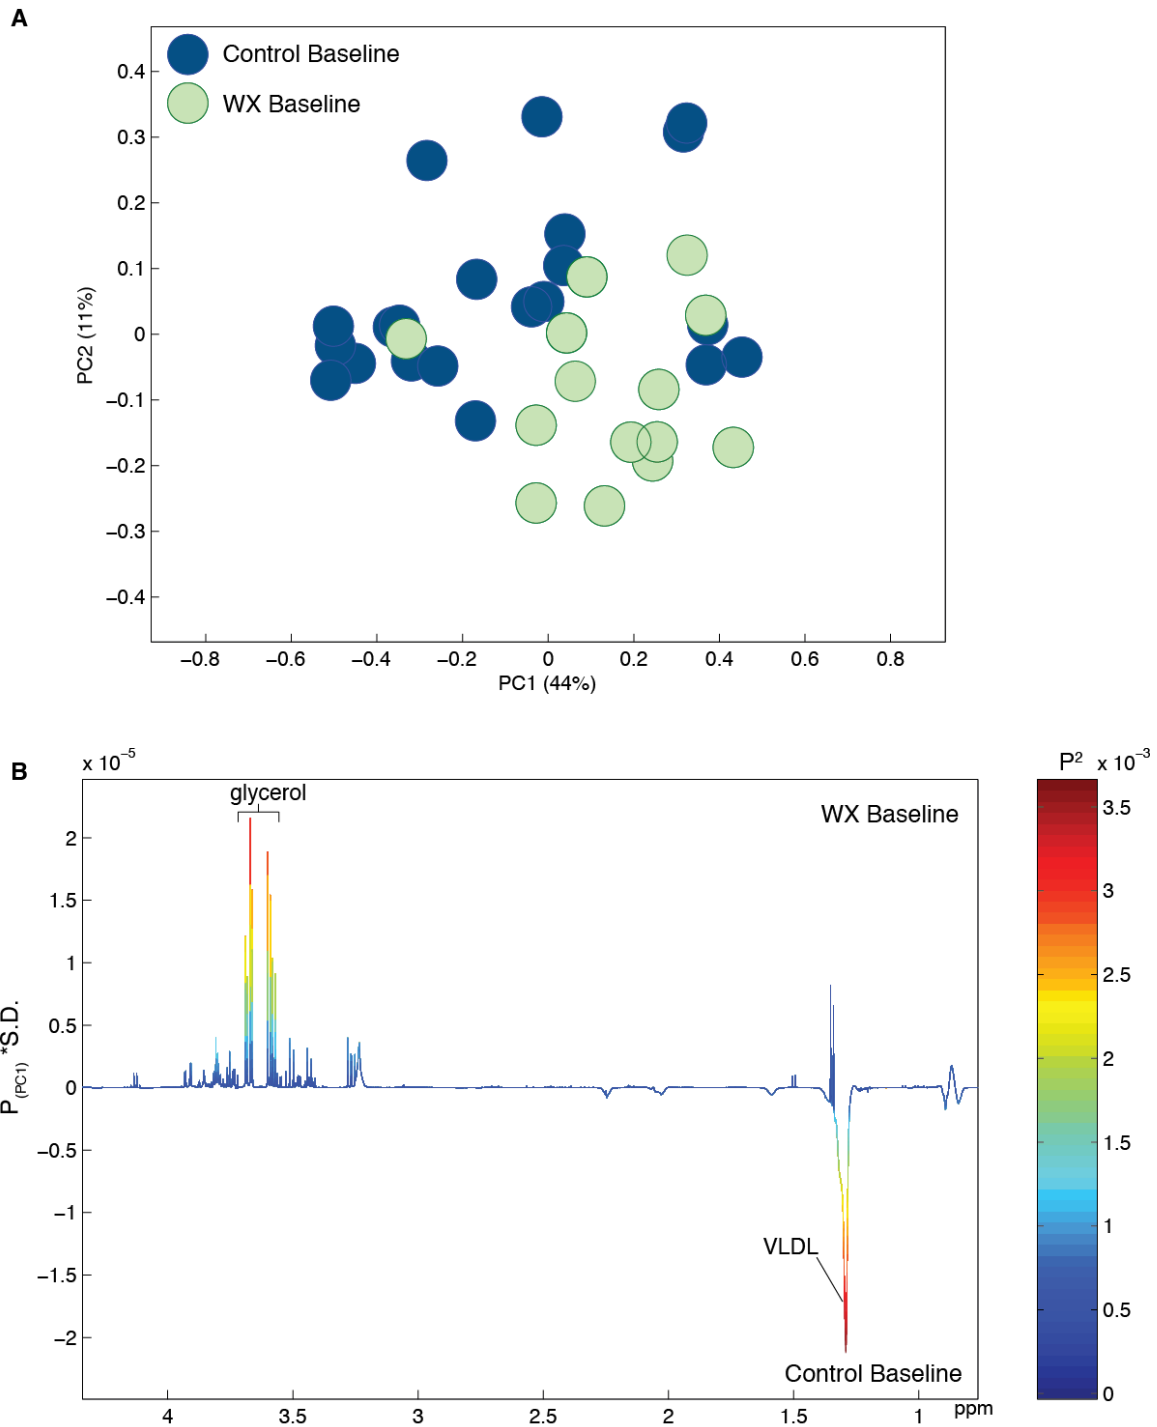 A
Control Baseline
WX Baseline
0.4
0.3
0.2
0.1
0
−0.1
−0.2
−0.3
−0.4
PC2 (11%)
−0.8 −0.6 −0.4 −0.2 0 0.2 0.4 0.6 0.8
PC1 (44%)
B
x 10⁻⁵
P² x 10⁻³
glycerol
WX Baseline
2
1.5
1
0.5
0
−0.5
−1
−1.5
−2
P(PC1) *S.D.
VLDL
Control Baseline
4 3.5 3 2.5 2 1.5 1 ppm
3.5
3
2.5
2
1.5
1
0.5
0